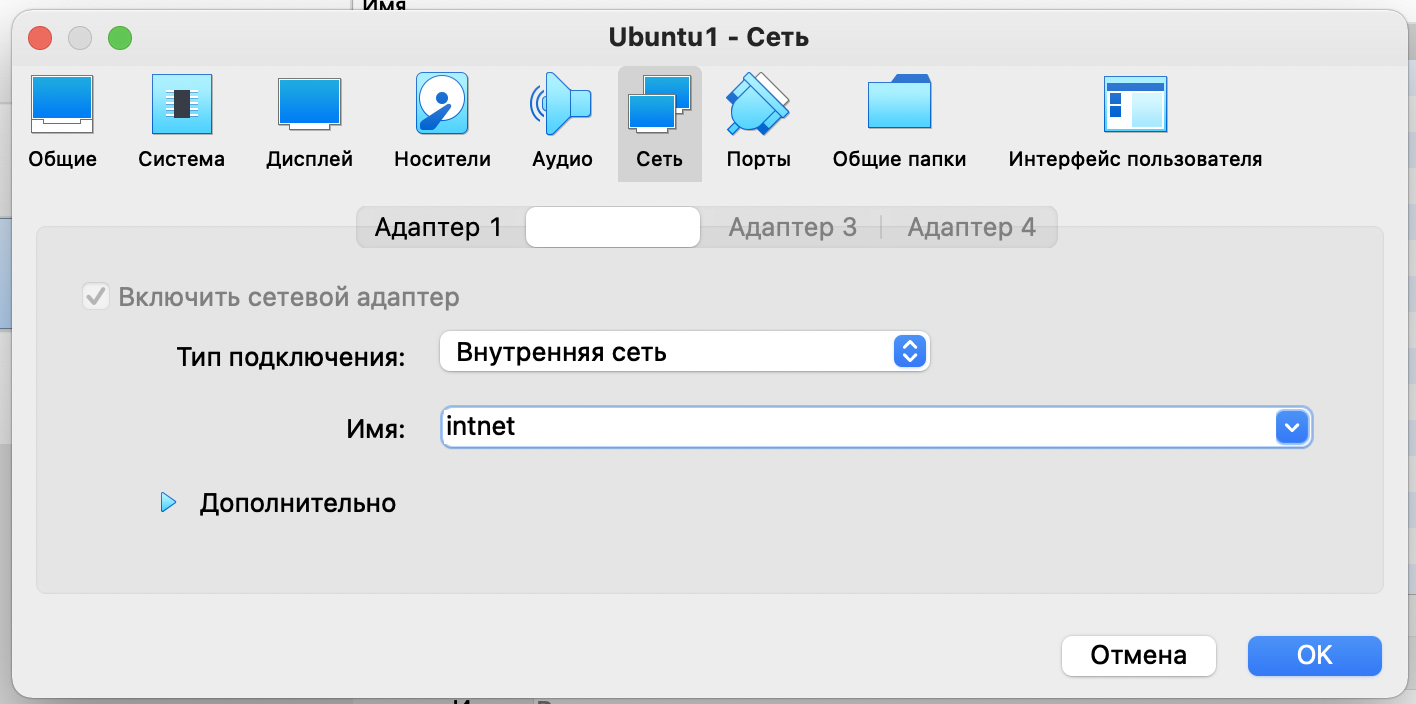 Имя
Ubuntu1 - Сеть
Общие Система Дисплей Носители Аудио Сеть Порты Общие папки Интерфейс пользователя
Адаптер 1 Адаптер 3 Адаптер 4
Включить сетевой адаптер
Тип подключения: Внутренняя сеть
Имя: intnet
Дополнительно
Отмена OK